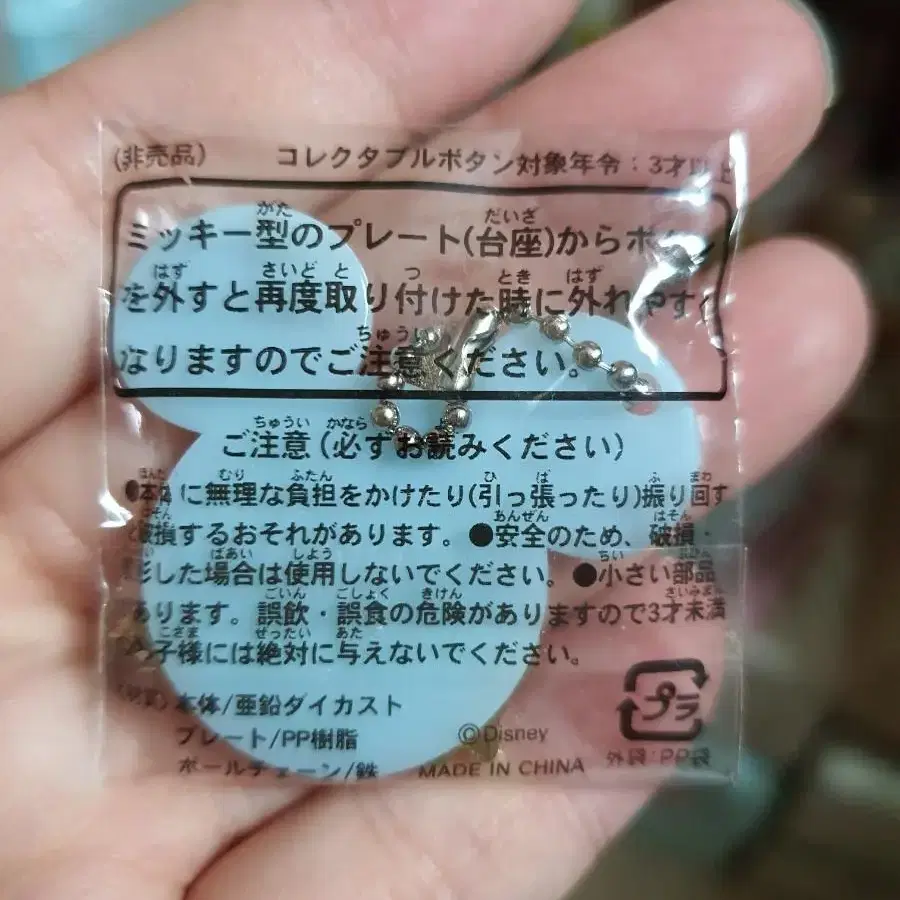 (非売品) コレクタブルボタン対象年令：3才以上
ミッキー型のプレート(台座)からボタン
を外すと再度取り付けた時に外れやすく
なりますのでご注意ください。
ご注意(必ずお読みください)
●本体に無理な負担をかけたり(引っ張ったり)振り回す
破損するおそれがあります。●安全のため、破損・
した場合は使用しないでください。●小さい部品
あります。誤飲・誤食の危険がありますので3才未満
お子様には絶対に与えないでください。
本体/亜鉛ダイカスト
プレート/PP樹脂
ボールチェーン/鉄
©Disney
MADE IN CHINA
プラ
外袋:PP袋